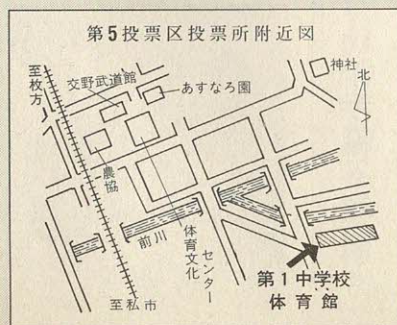 第5投票区投票所附近図
至枚方
交野武道館
あすなろ園
神社
北
農協
前川
体育文化
センター
至私市
第1中学校
体育館